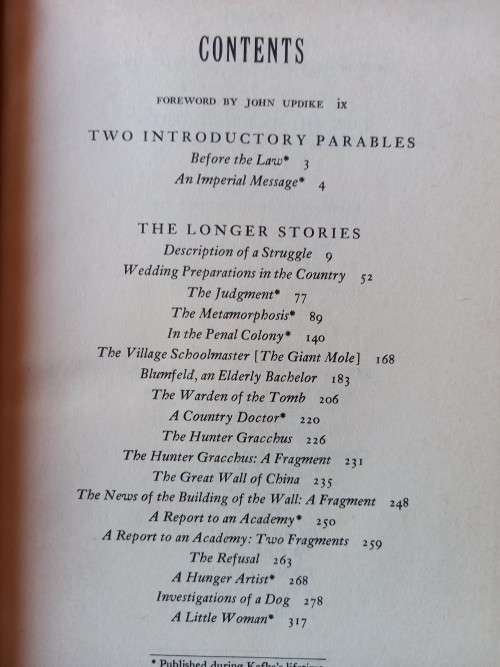 CONTENTS
FOREWORD BY JOHN UPDIKE ix
TWO INTRODUCTORY PARABLES
Before the Law* 3
An Imperial Message* 4
THE LONGER STORIES
Description of a Struggle 9
Wedding Preparations in the Country 52
The Judgment* 77
The Metamorphosis* 89
In the Penal Colony* 140
The Village Schoolmaster [The Giant Mole] 168
Blumfeld, an Elderly Bachelor 183
The Warden of the Tomb 206
A Country Doctor* 220
The Hunter Gracchus 226
The Hunter Gracchus: A Fragment 231
The Great Wall of China 235
The News of the Building of the Wall: A Fragment 248
A Report to an Academy* 250
A Report to an Academy: Two Fragments 259
The Refusal 263
A Hunger Artist* 268
Investigations of a Dog 278
A Little Woman* 317
* Published during Kafka's